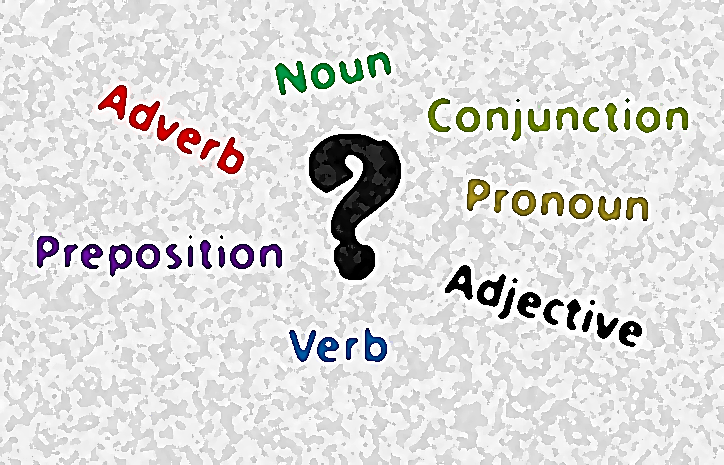 Noun
Adverb
Conjunction
?
Pronoun
Preposition
Adjective
Verb